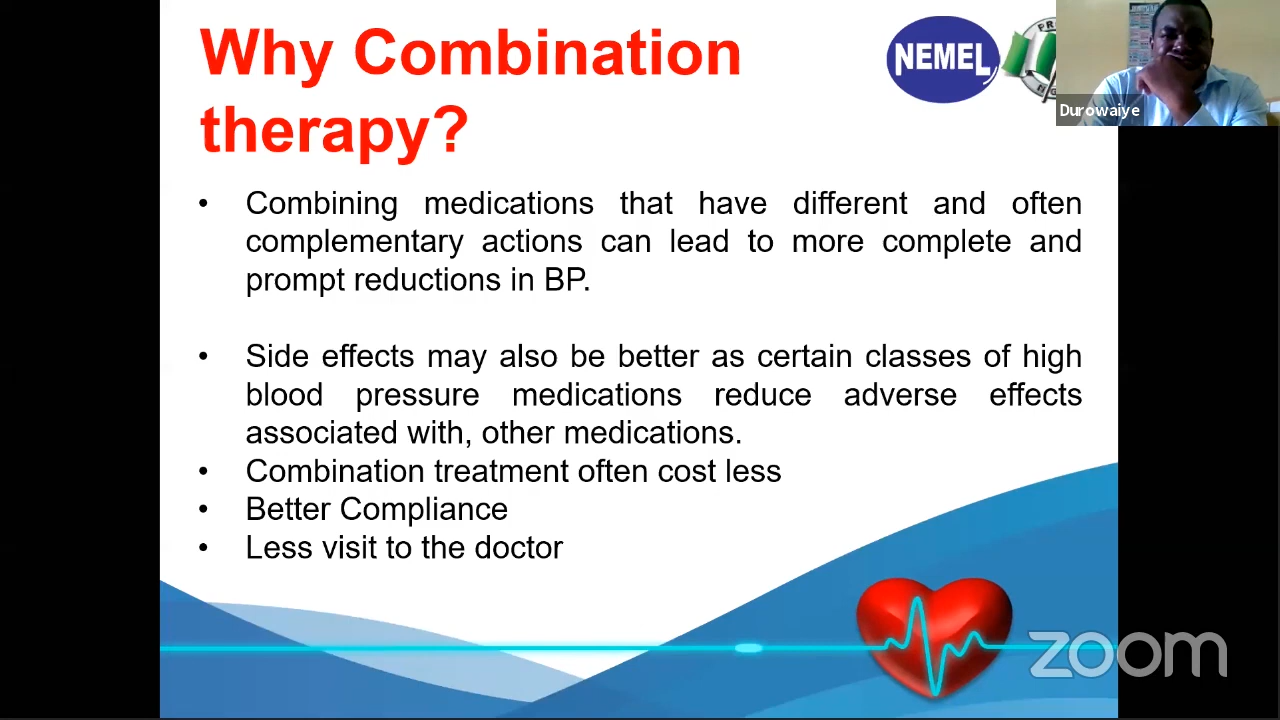 Why Combination
therapy?
NEMEL
Durowaiye
• Combining medications that have different and often
complementary actions can lead to more complete and
prompt reductions in BP.
• Side effects may also be better as certain classes of high
blood pressure medications reduce adverse effects
associated with, other medications.
• Combination treatment often cost less
• Better Compliance
• Less visit to the doctor
zoom